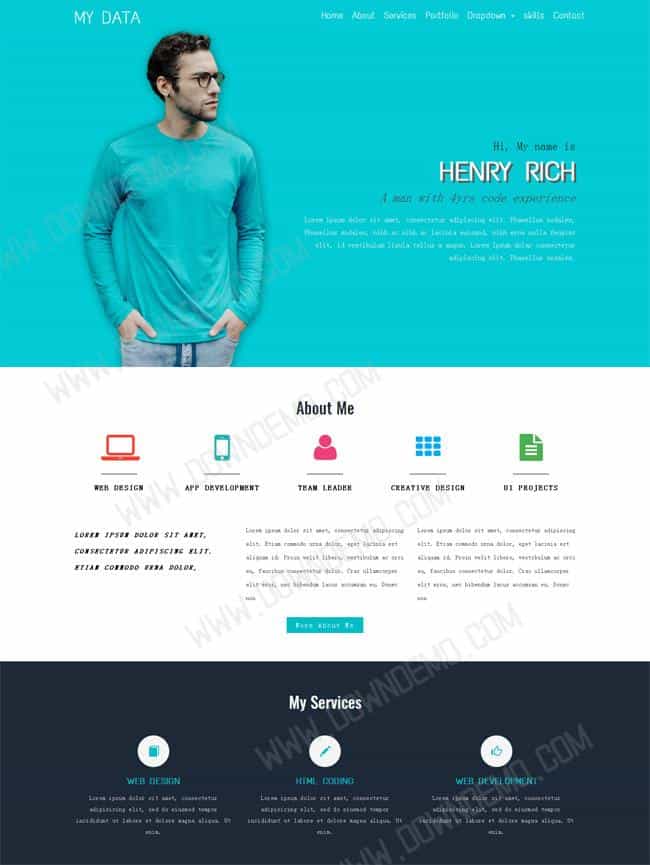 MY DATA
Home About Services Portfolio Dropdown skills Contact
Hi, My name is
HENRY RICH
A man with 4yrs code experience
Lorem ipsum dolor sit amet, consectetur adipiscing elit. Phasellus sodales,
Phasellus sodales, nibh ac nibh ac lacinia euismod, nibh eros nulla feugiat
elit, id vestibulum ligula tellus a augue. Lorem ipsum dolor consectetur
adipiscing elit. Phasellus sodales.
About Me
WEB DESIGN APP DEVELOPMENT TEAM LEADER CREATIVE DESIGN UI PROJECTS
LOREM IPSUM DOLOR SIT AMET,
CONSECTETUR ADIPISCING ELIT.
ETIAM COMMODO URNA DOLOR,
Lorem ipsum dolor sit amet, consectetur adipiscing
elit. Etiam commodo urna dolor, eget lacinia elit
aliquam id. Proin velit libero, vestibulum ac orci
eu, faucibus consectetur dolor. Cras ullamcorper
elit eros, nec bibendum lacus accumsan eu. Donec
non
Lorem ipsum dolor sit amet, consectetur adipiscing
elit. Etiam commodo urna dolor, eget lacinia elit
aliquam id. Proin velit libero, vestibulum ac orci
eu, faucibus consectetur dolor. Cras ullamcorper
elit eros, nec bibendum lacus accumsan eu. Donec
non
More About Me
My Services
WEB DESIGN
Lorem ipsum dolor sit amet, consectetur
adipisicing elit, sed do eiusmod tempor
incididunt ut labore et dolore magna aliqua. Ut
enim.
HTML CODING
Lorem ipsum dolor sit amet, consectetur
adipisicing elit, sed do eiusmod tempor
incididunt ut labore et dolore magna aliqua. Ut
enim.
WEB DEVELOPMENT
Lorem ipsum dolor sit amet, consectetur
adipisicing elit, sed do eiusmod tempor
incididunt ut labore et dolore magna aliqua. Ut
enim.
WWW.DOWNDEMO.COM
WWW.DOWNDEMO.COM
WWW.DOWNDEMO.COM
WWW.DOWNDEMO.COM
WWW.DOWNDEMO.COM